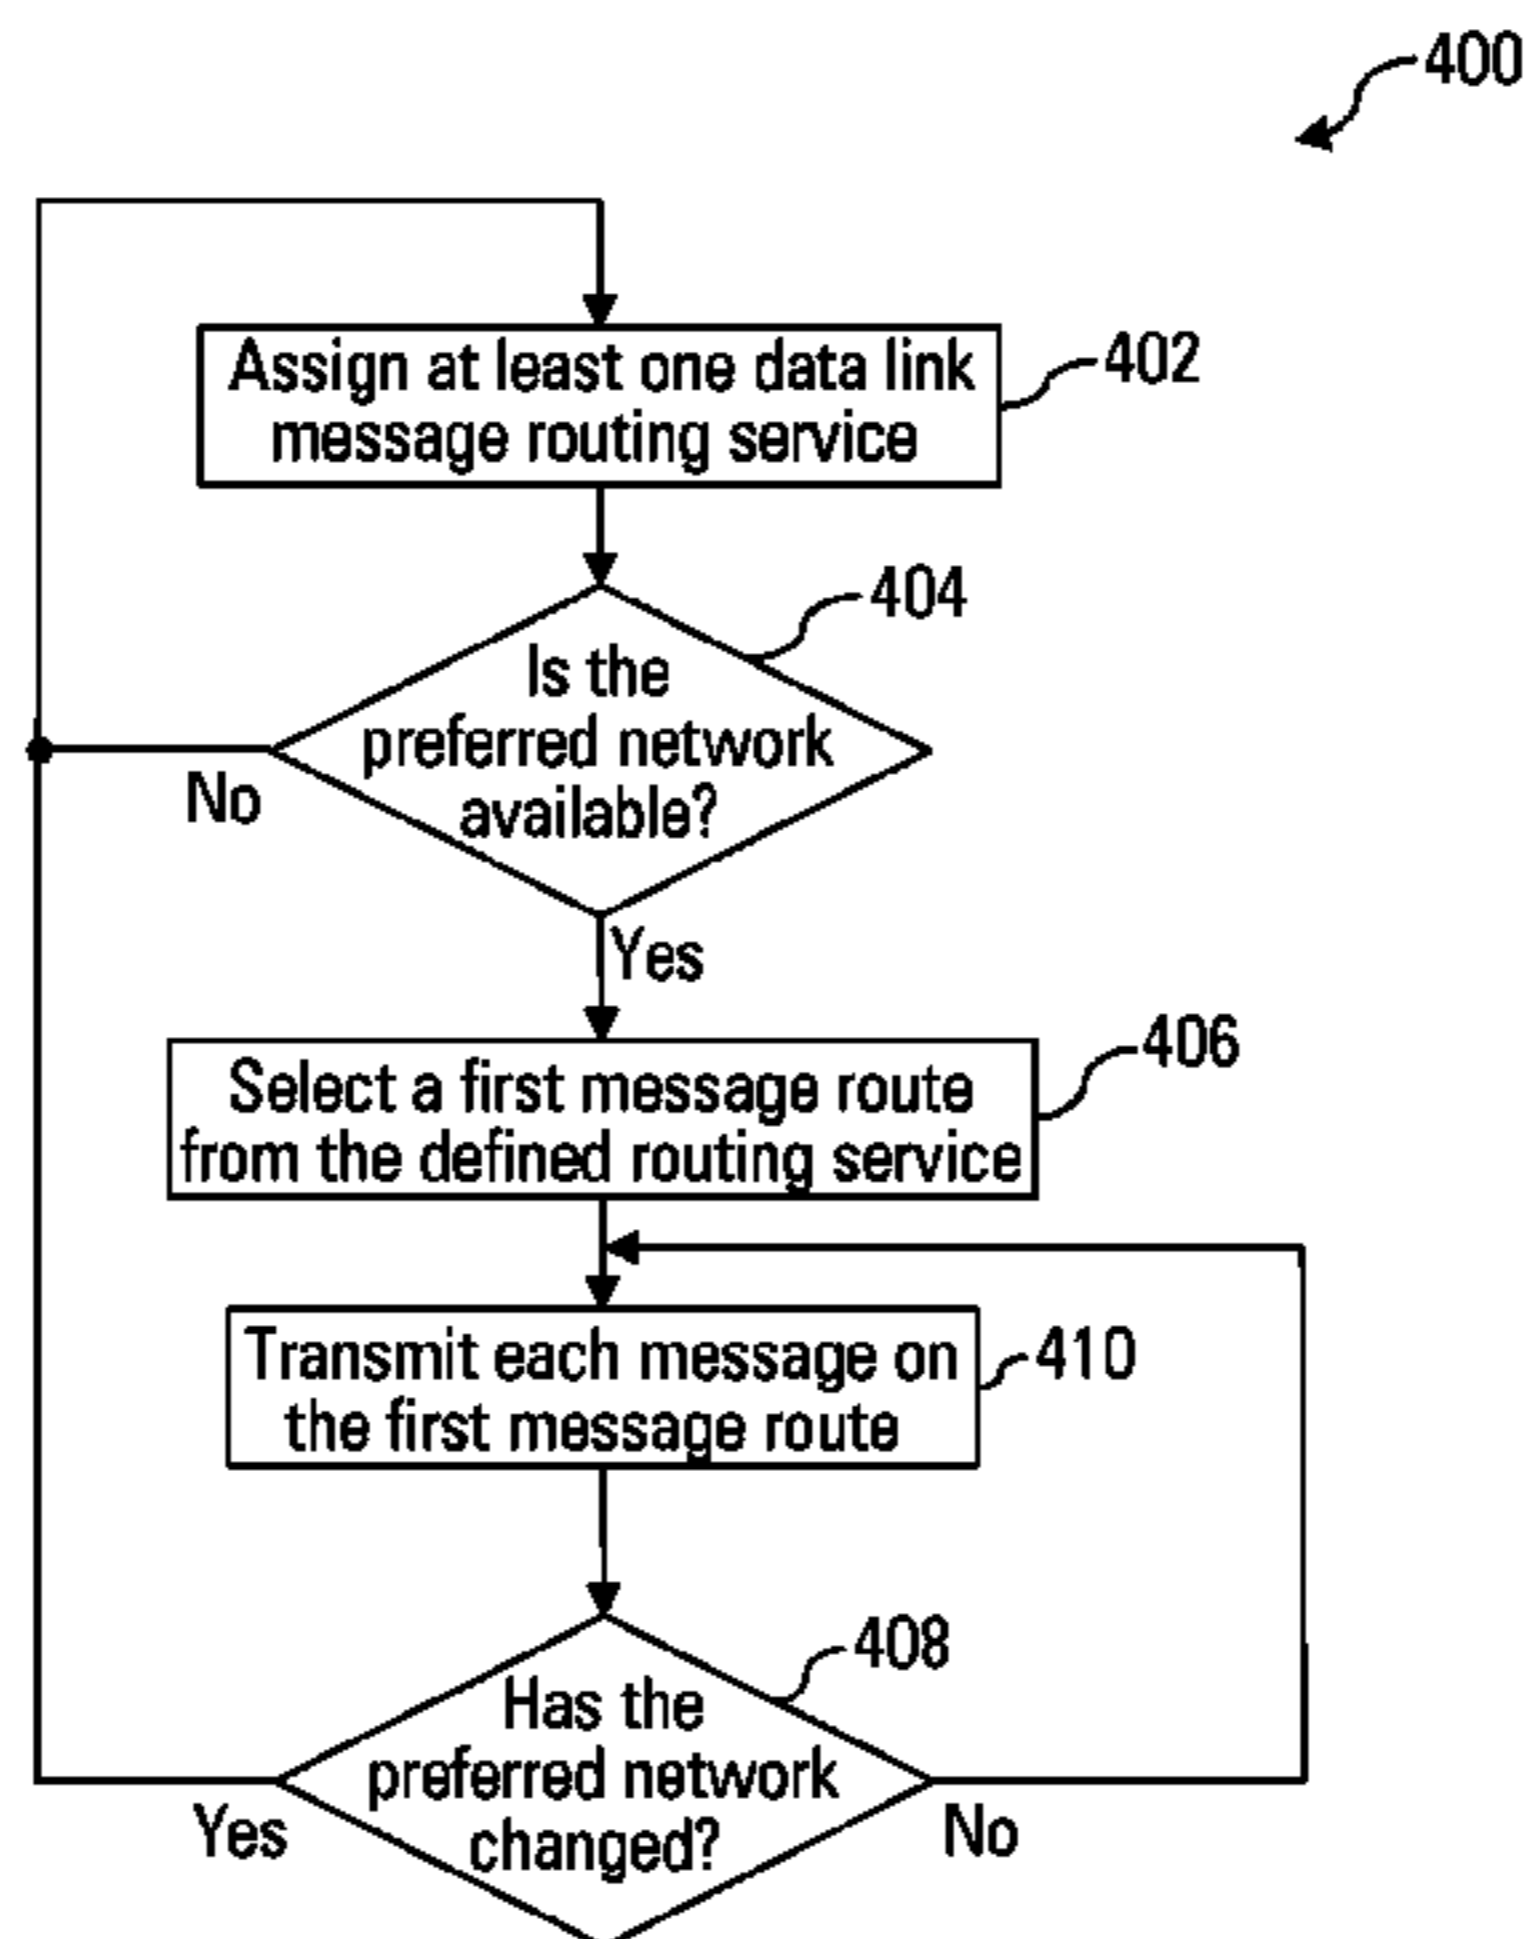 400
Assign at least one data link
message routing service
402
404
Is the
preferred network
available?
No
Yes
406
Select a first message route
from the defined routing service
Transmit each message on
the first message route
410
408
Has the
preferred network
changed?
Yes
No